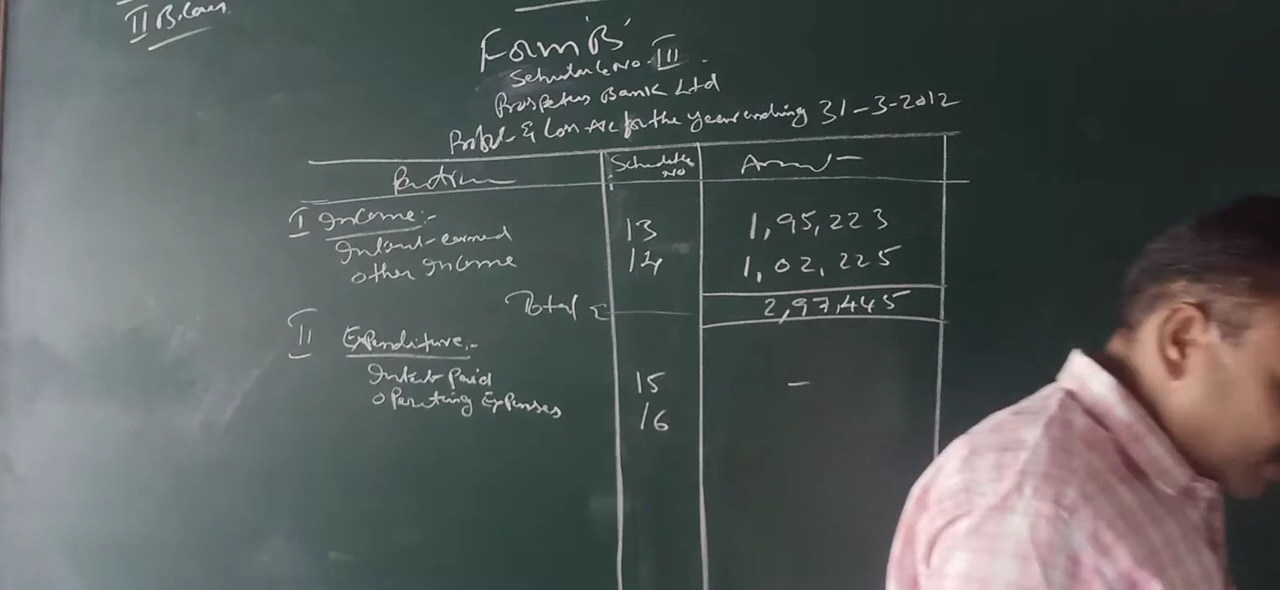 II B.Com
Form 'B'
Schedule No. III
Prosperus Bank Ltd
Profit & Loss A/c for the year ending 31-3-2012
Particulars Schedule No Amount
I Income:-
Interest earned 13 1,95,223
other Income 14 1,02,225
Total Σ 2,97,445
II Expenditure:-
Interest Paid 15 -
operating Expenses 16